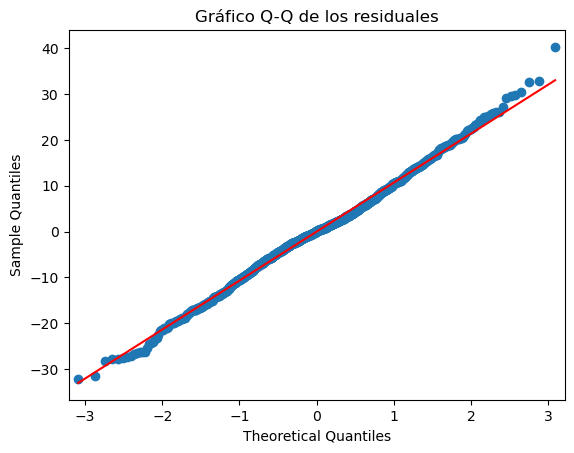 Gráfico Q-Q de los residuales
40
30
20
10
0
−10
−20
−30
Sample Quantiles
−3 −2 −1 0 1 2 3
Theoretical Quantiles